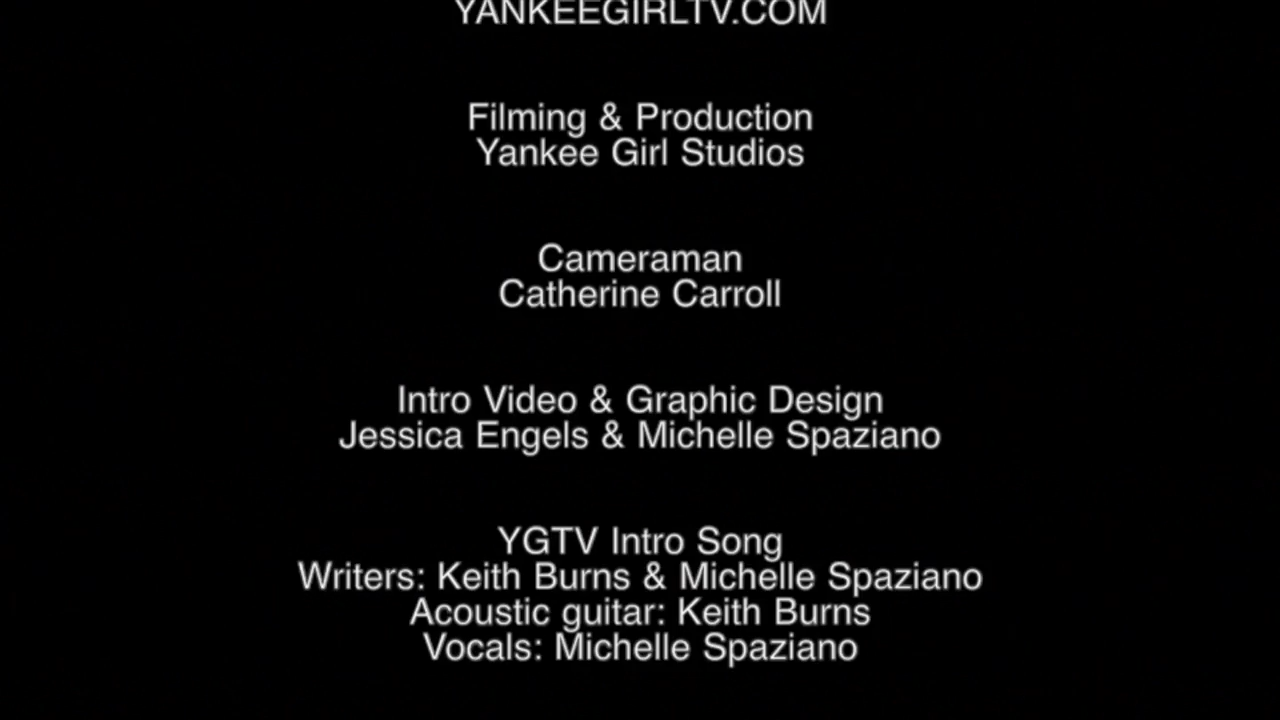 YANKEEGIRLTV.COM
Filming & Production
Yankee Girl Studios
Cameraman
Catherine Carroll
Intro Video & Graphic Design
Jessica Engels & Michelle Spaziano
YGTV Intro Song
Writers: Keith Burns & Michelle Spaziano
Acoustic guitar: Keith Burns
Vocals: Michelle Spaziano